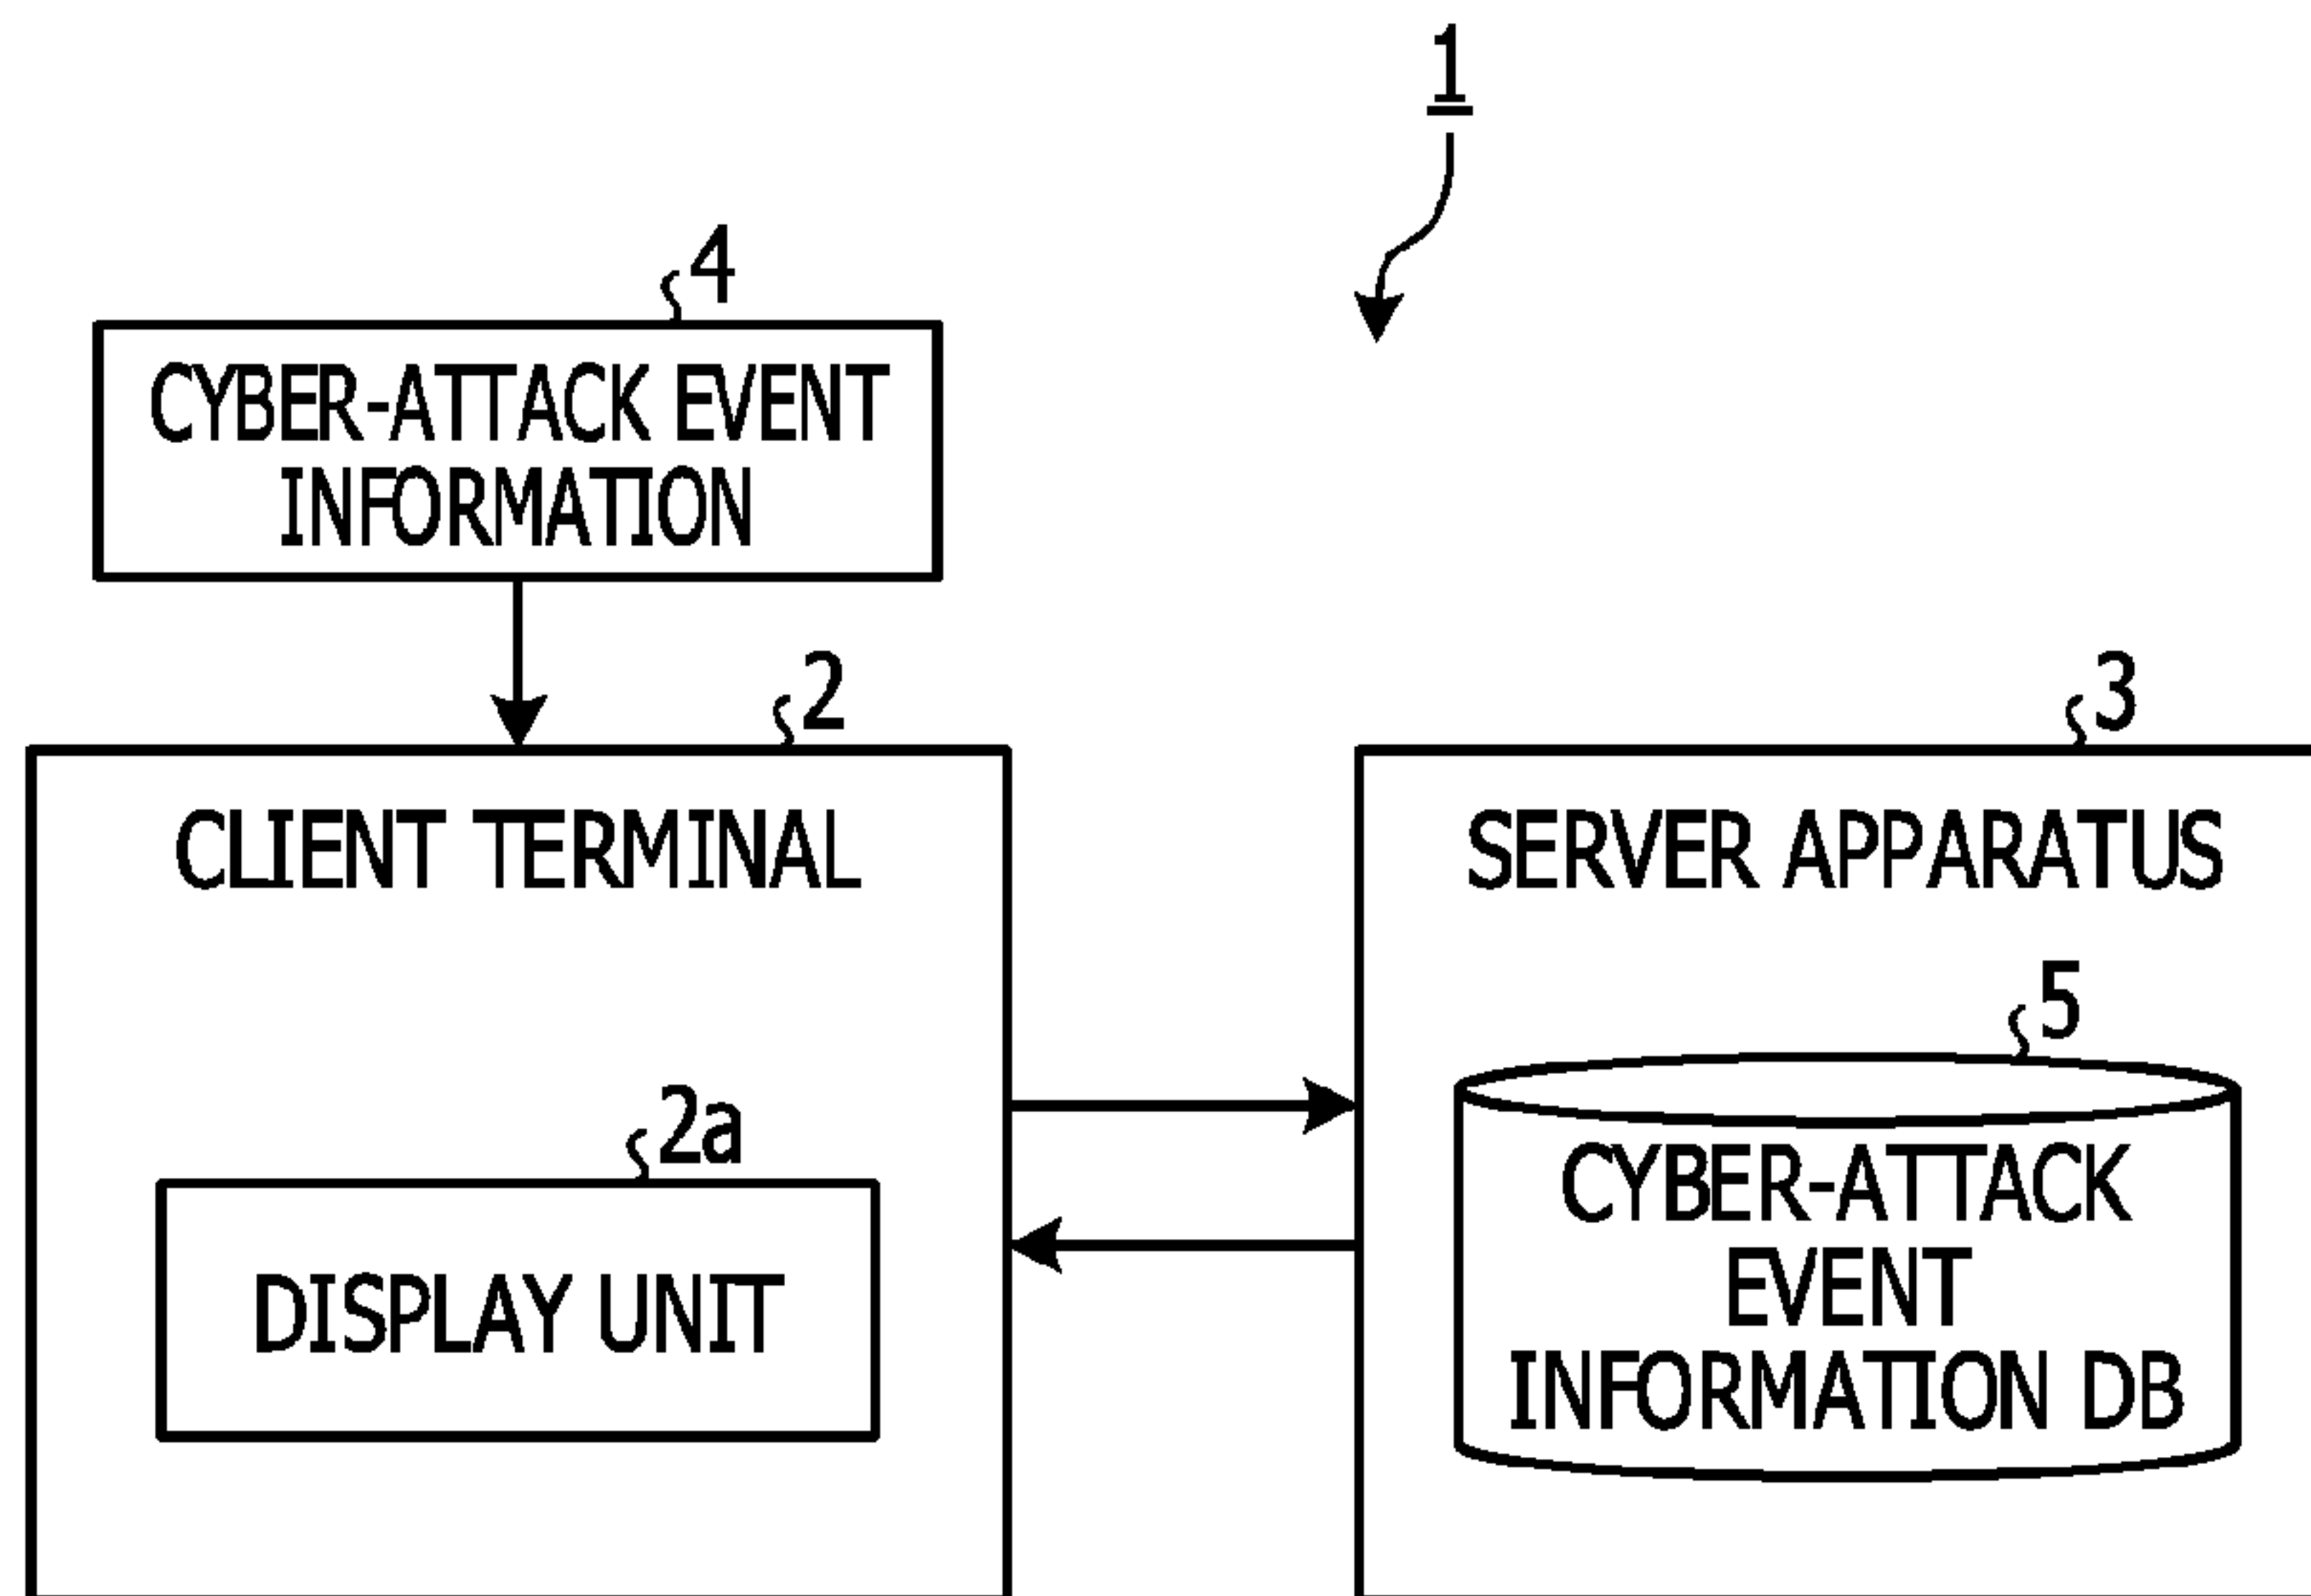 1
4
CYBER-ATTACK EVENT
INFORMATION
2
CLIENT TERMINAL
2a
DISPLAY UNIT
3
SERVER APPARATUS
5
CYBER-ATTACK
EVENT
INFORMATION DB